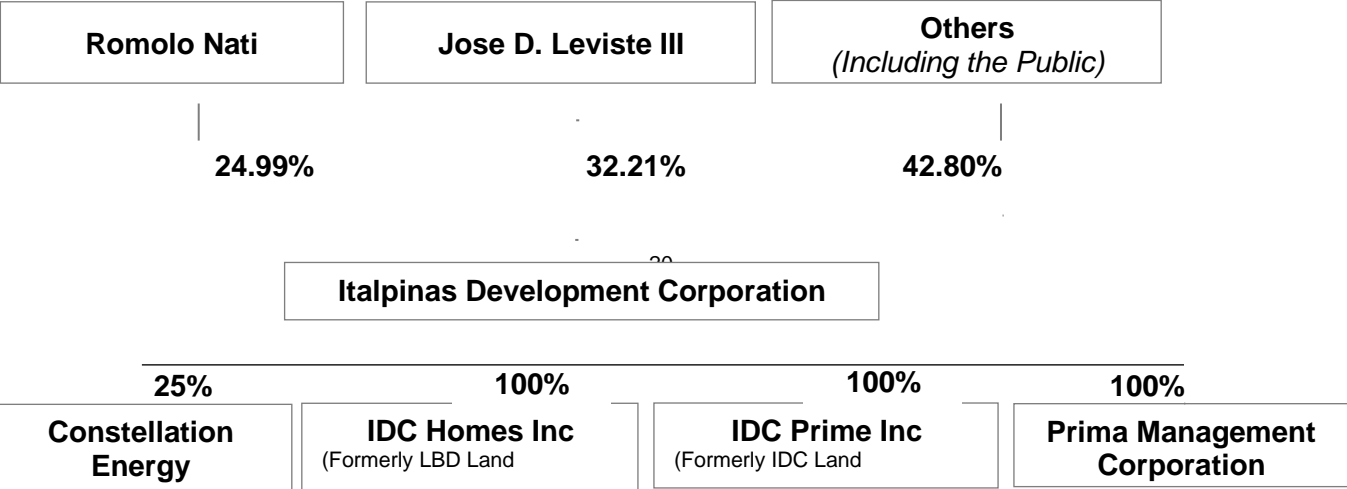 Romolo Nati
Jose D. Leviste III
Others
(Including the Public)
24.99%
32.21%
42.80%
Italpinas Development Corporation
25%
100%
100%
100%
Constellation
Energy
IDC Homes Inc
(Formerly LBD Land
IDC Prime Inc
(Formerly IDC Land
Prima Management
Corporation